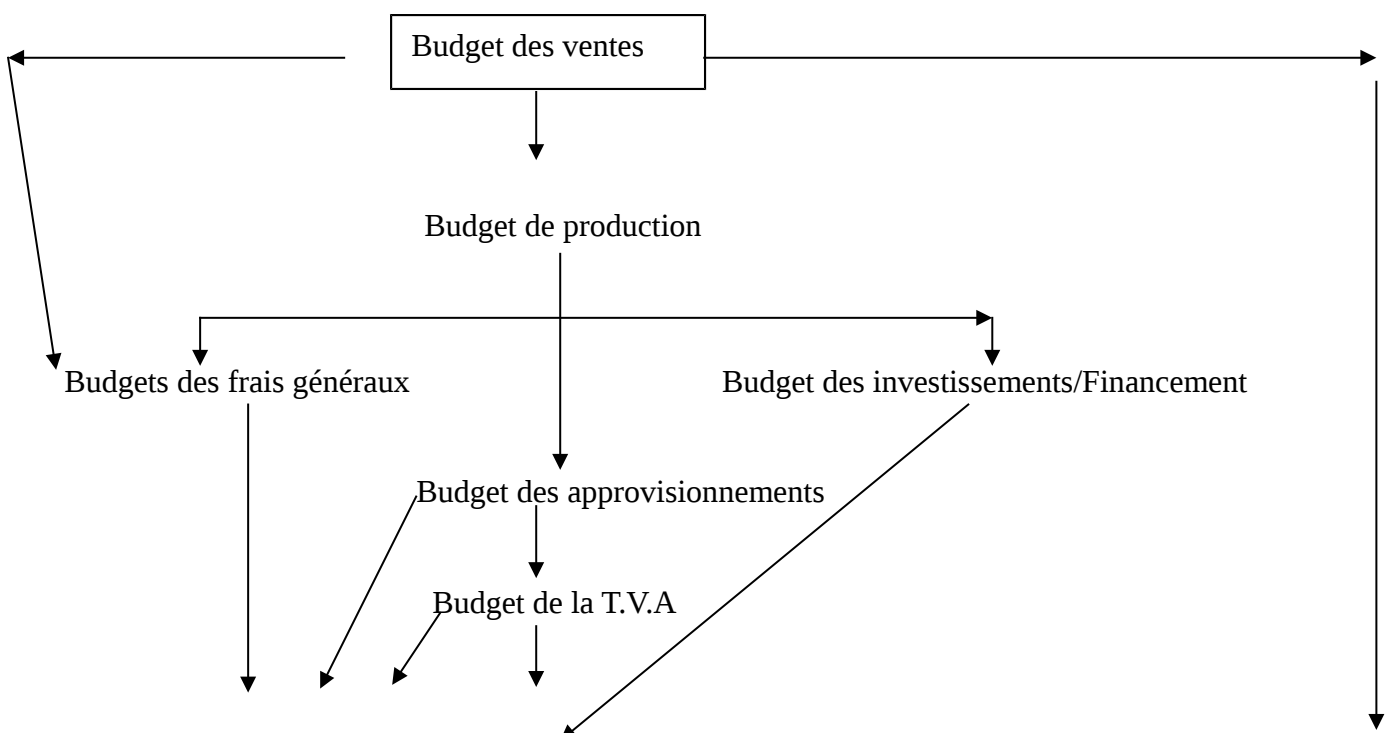 Budget des ventes
Budget de production
Budgets des frais généraux
Budget des investissements/Financement
Budget des approvisionnements
Budget de la T.V.A